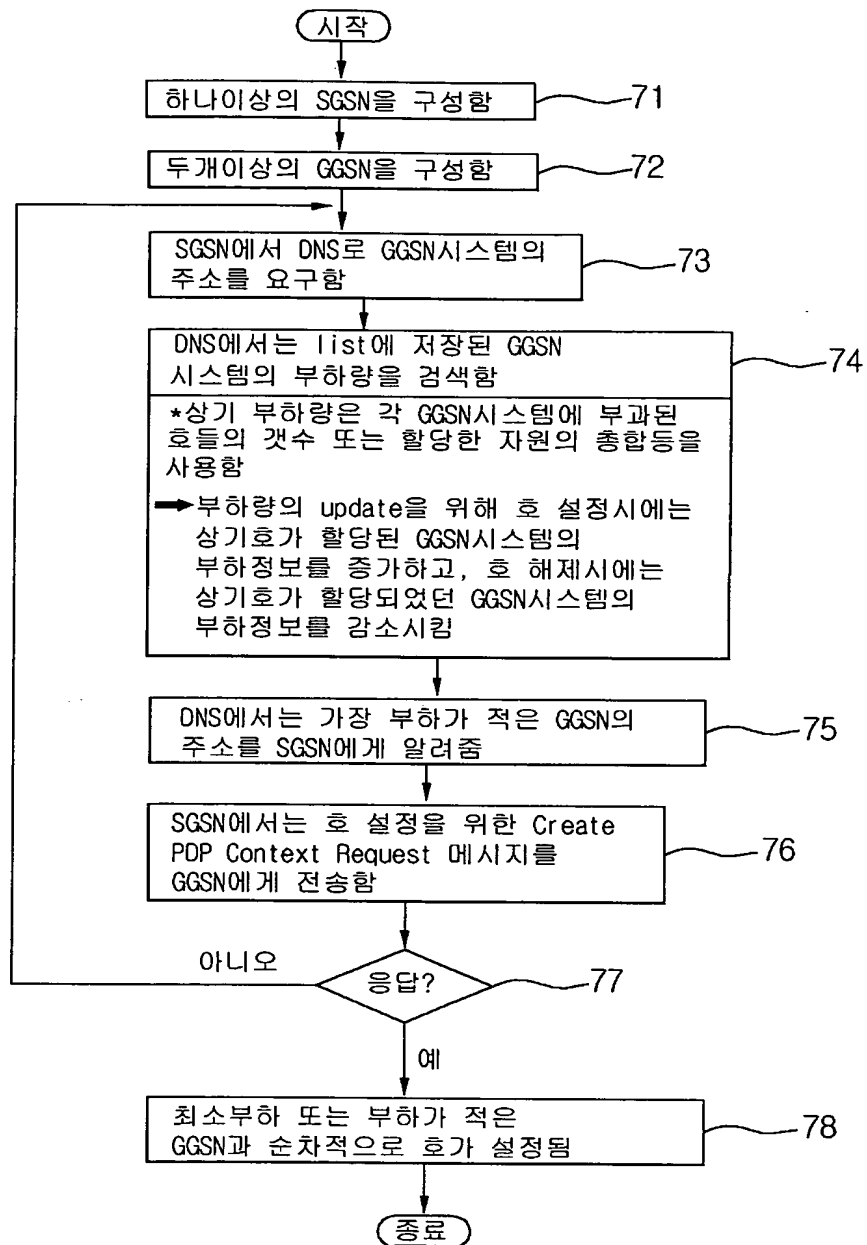 시작
하나이상의 SGSN을 구성함
71
두개이상의 GGSN을 구성함
72
SGSN에서 DNS로 GGSN시스템의
주소를 요구함
73
DNS에서는 list에 저장된 GGSN
시스템의 부하량을 검색함
74
*상기 부하량은 각 GGSN시스템에 부과된
호들의 갯수 또는 할당한 자원의 총합등을
사용함
➡부하량의 update을 위해 호 설정시에는
상기호가 할당된 GGSN시스템의
부하정보를 증가하고, 호 해제시에는
상기호가 할당되었던 GGSN시스템의
부하정보를 감소시킴
DNS에서는 가장 부하가 적은 GGSN의
주소를 SGSN에게 알려줌
75
SGSN에서는 호 설정을 위한 Create
PDP Context Request 메시지를
GGSN에게 전송함
76
아니오
응답?
77
예
최소부하 또는 부하가 적은
GGSN과 순차적으로 호가 설정됨
78
종료